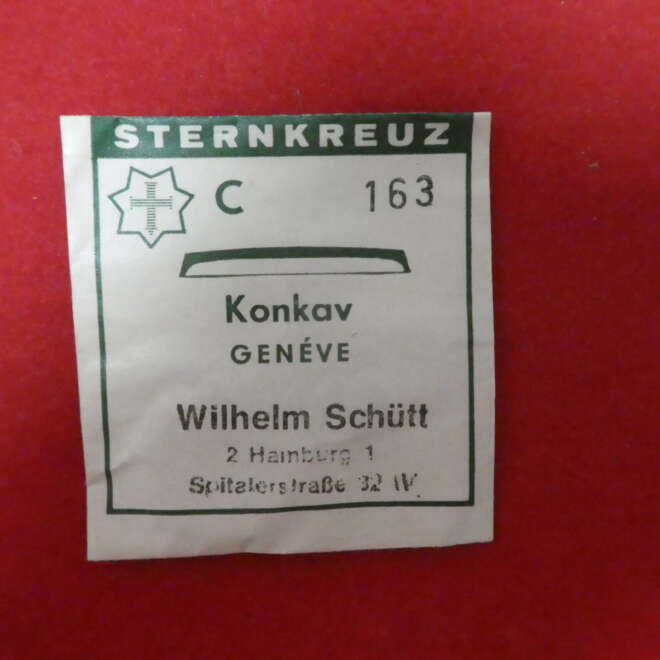 STERNKREUZ
C 163
Konkav
GENÉVE
Wilhelm Schütt
2 Hamburg 1
Spitalerstraße 32 IV